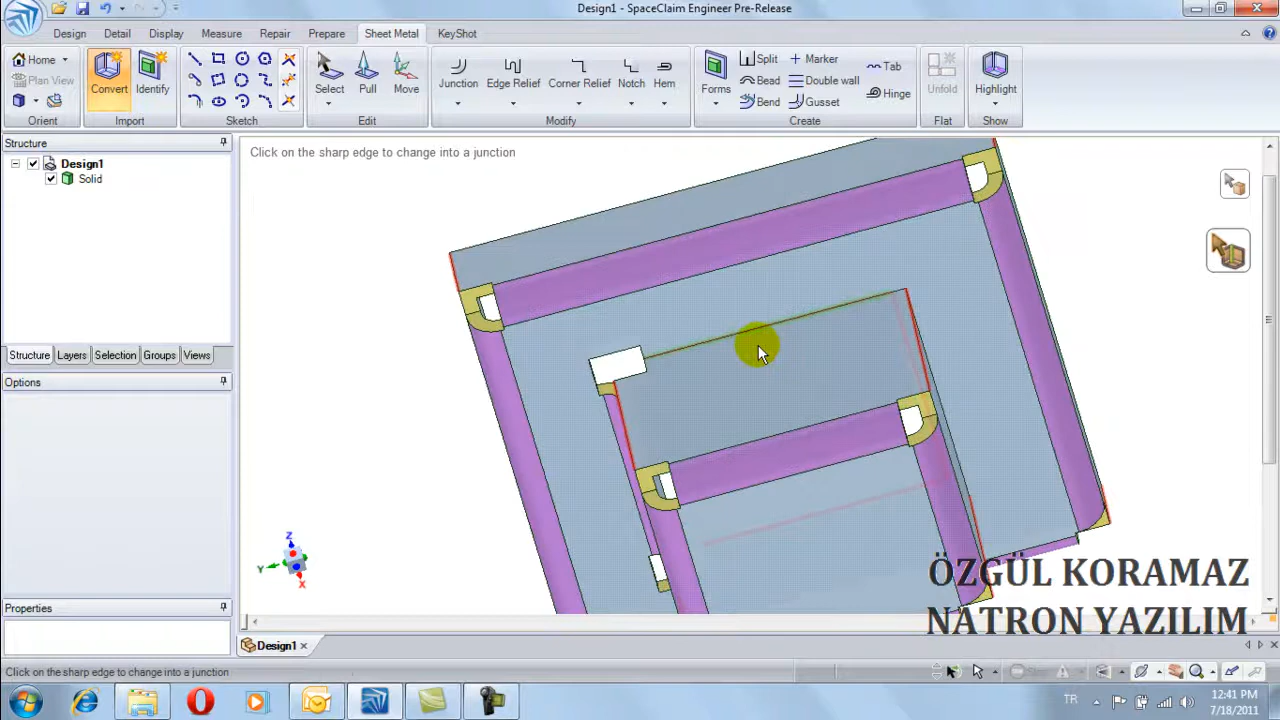 Design1 - SpaceClaim Engineer Pre-Release
Design Detail Display Measure Repair Prepare Sheet Metal KeyShot
Home
Plan View
Orient
Convert Identify
Import
Sketch
Select Pull Move
Edit
Junction Edge Relief Corner Relief Notch Hem
Modify
Forms
Split Marker Tab
Bead Double wall Hinge
Bend Gusset
Create
Unfold
Flat
Highlight
Show
Structure
Design1
Solid
Structure Layers Selection Groups Views
Options
Properties
Click on the sharp edge to change into a junction
Z
Y
X
ÖZGÜL KORAMAZ
NATRON YAZILIM
Design1
Click on the sharp edge to change into a junction
TR
12:41 PM
7/18/2011